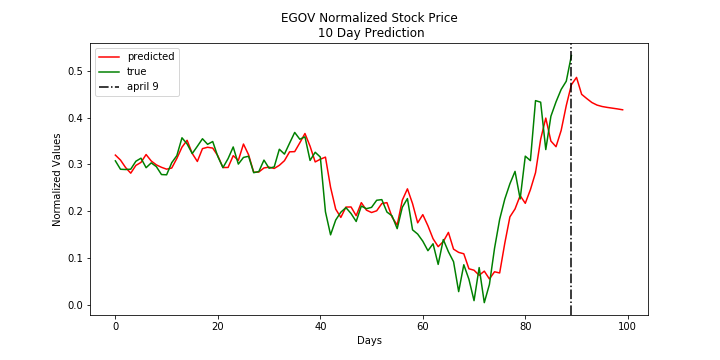 EGOV Normalized Stock Price
10 Day Prediction
predicted
true
april 9
Normalized Values
0.5
0.4
0.3
0.2
0.1
0.0
0
20
40
60
80
100
Days